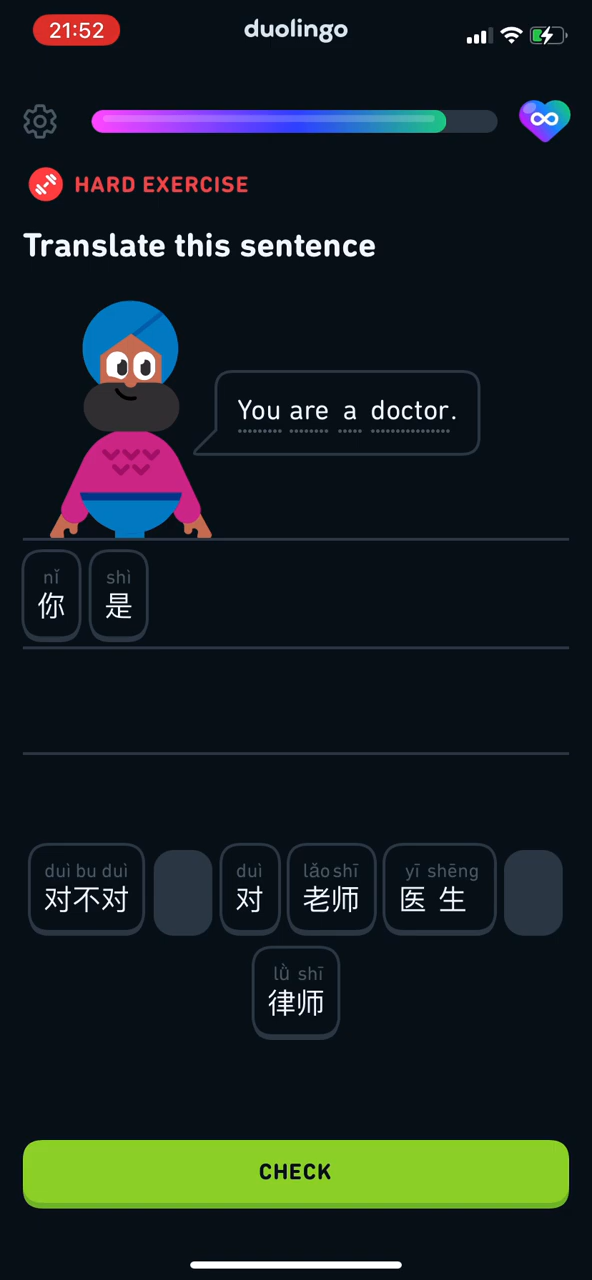 21:52
duolingo
HARD EXERCISE
Translate this sentence
You are a doctor.
nǐ shì
你 是
duì bu duì duì lǎo shī yī shēng
对不对 对 老师 医生
lǜ shī
律师
CHECK